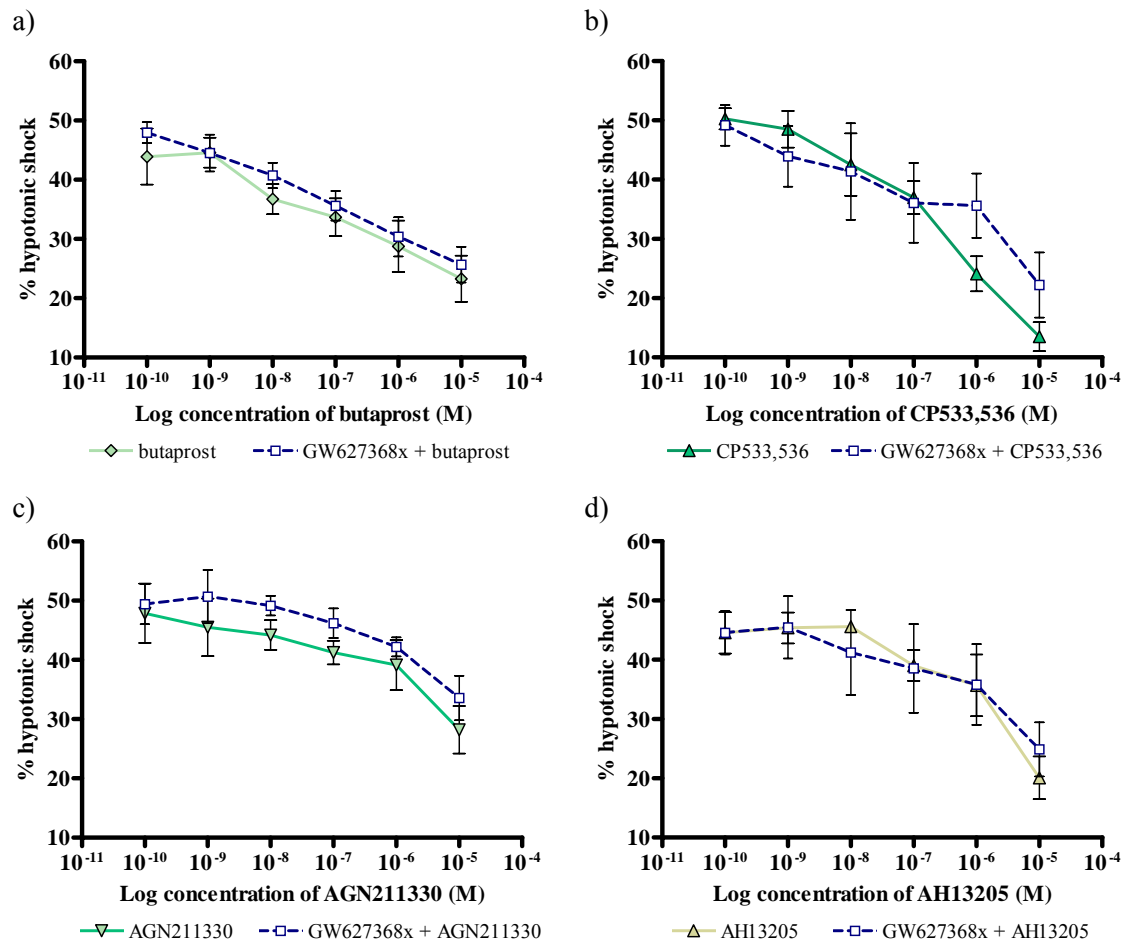 a)
60
50
40
30
20
10
% hypotonic shock
10-11 10-10 10-9 10-8 10-7 10-6 10-5 10-4
Log concentration of butaprost (M)
butaprost GW627368x + butaprost
b)
60
50
40
30
20
10
% hypotonic shock
10-11 10-10 10-9 10-8 10-7 10-6 10-5 10-4
Log concentration of CP533,536 (M)
CP533,536 GW627368x + CP533,536
c)
60
50
40
30
20
10
% hypotonic shock
10-11 10-10 10-9 10-8 10-7 10-6 10-5 10-4
Log concentration of AGN211330 (M)
AGN211330 GW627368x + AGN211330
d)
60
50
40
30
20
10
% hypotonic shock
10-11 10-10 10-9 10-8 10-7 10-6 10-5 10-4
Log concentration of AH13205 (M)
AH13205 GW627368x + AH13205